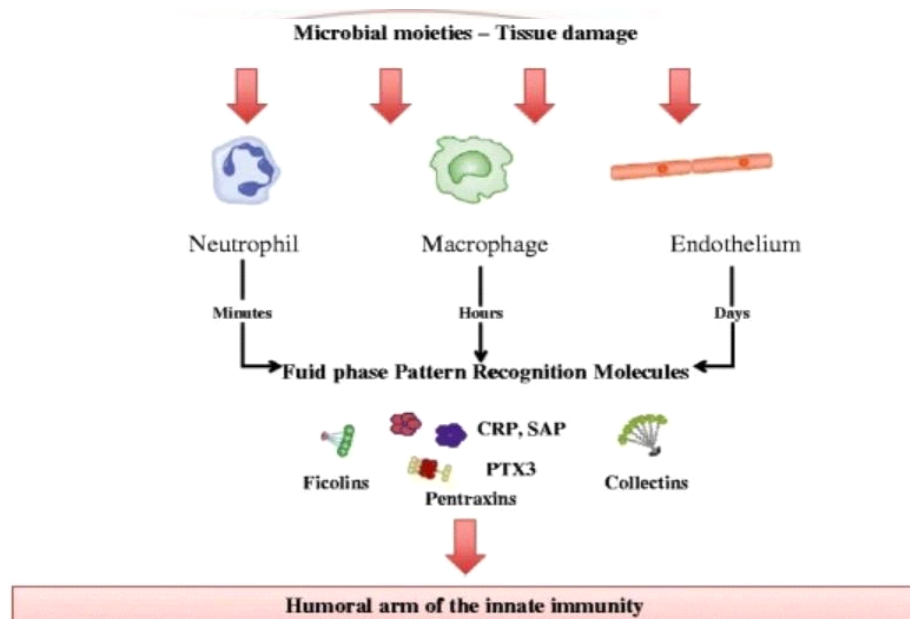 Microbial moieties – Tissue damage
Neutrophil Macrophage Endothelium
Minutes Hours Days
Fuid phase Pattern Recognition Molecules
CRP, SAP
PTX3
Ficolins Pentraxins Collectins
Humoral arm of the innate immunity